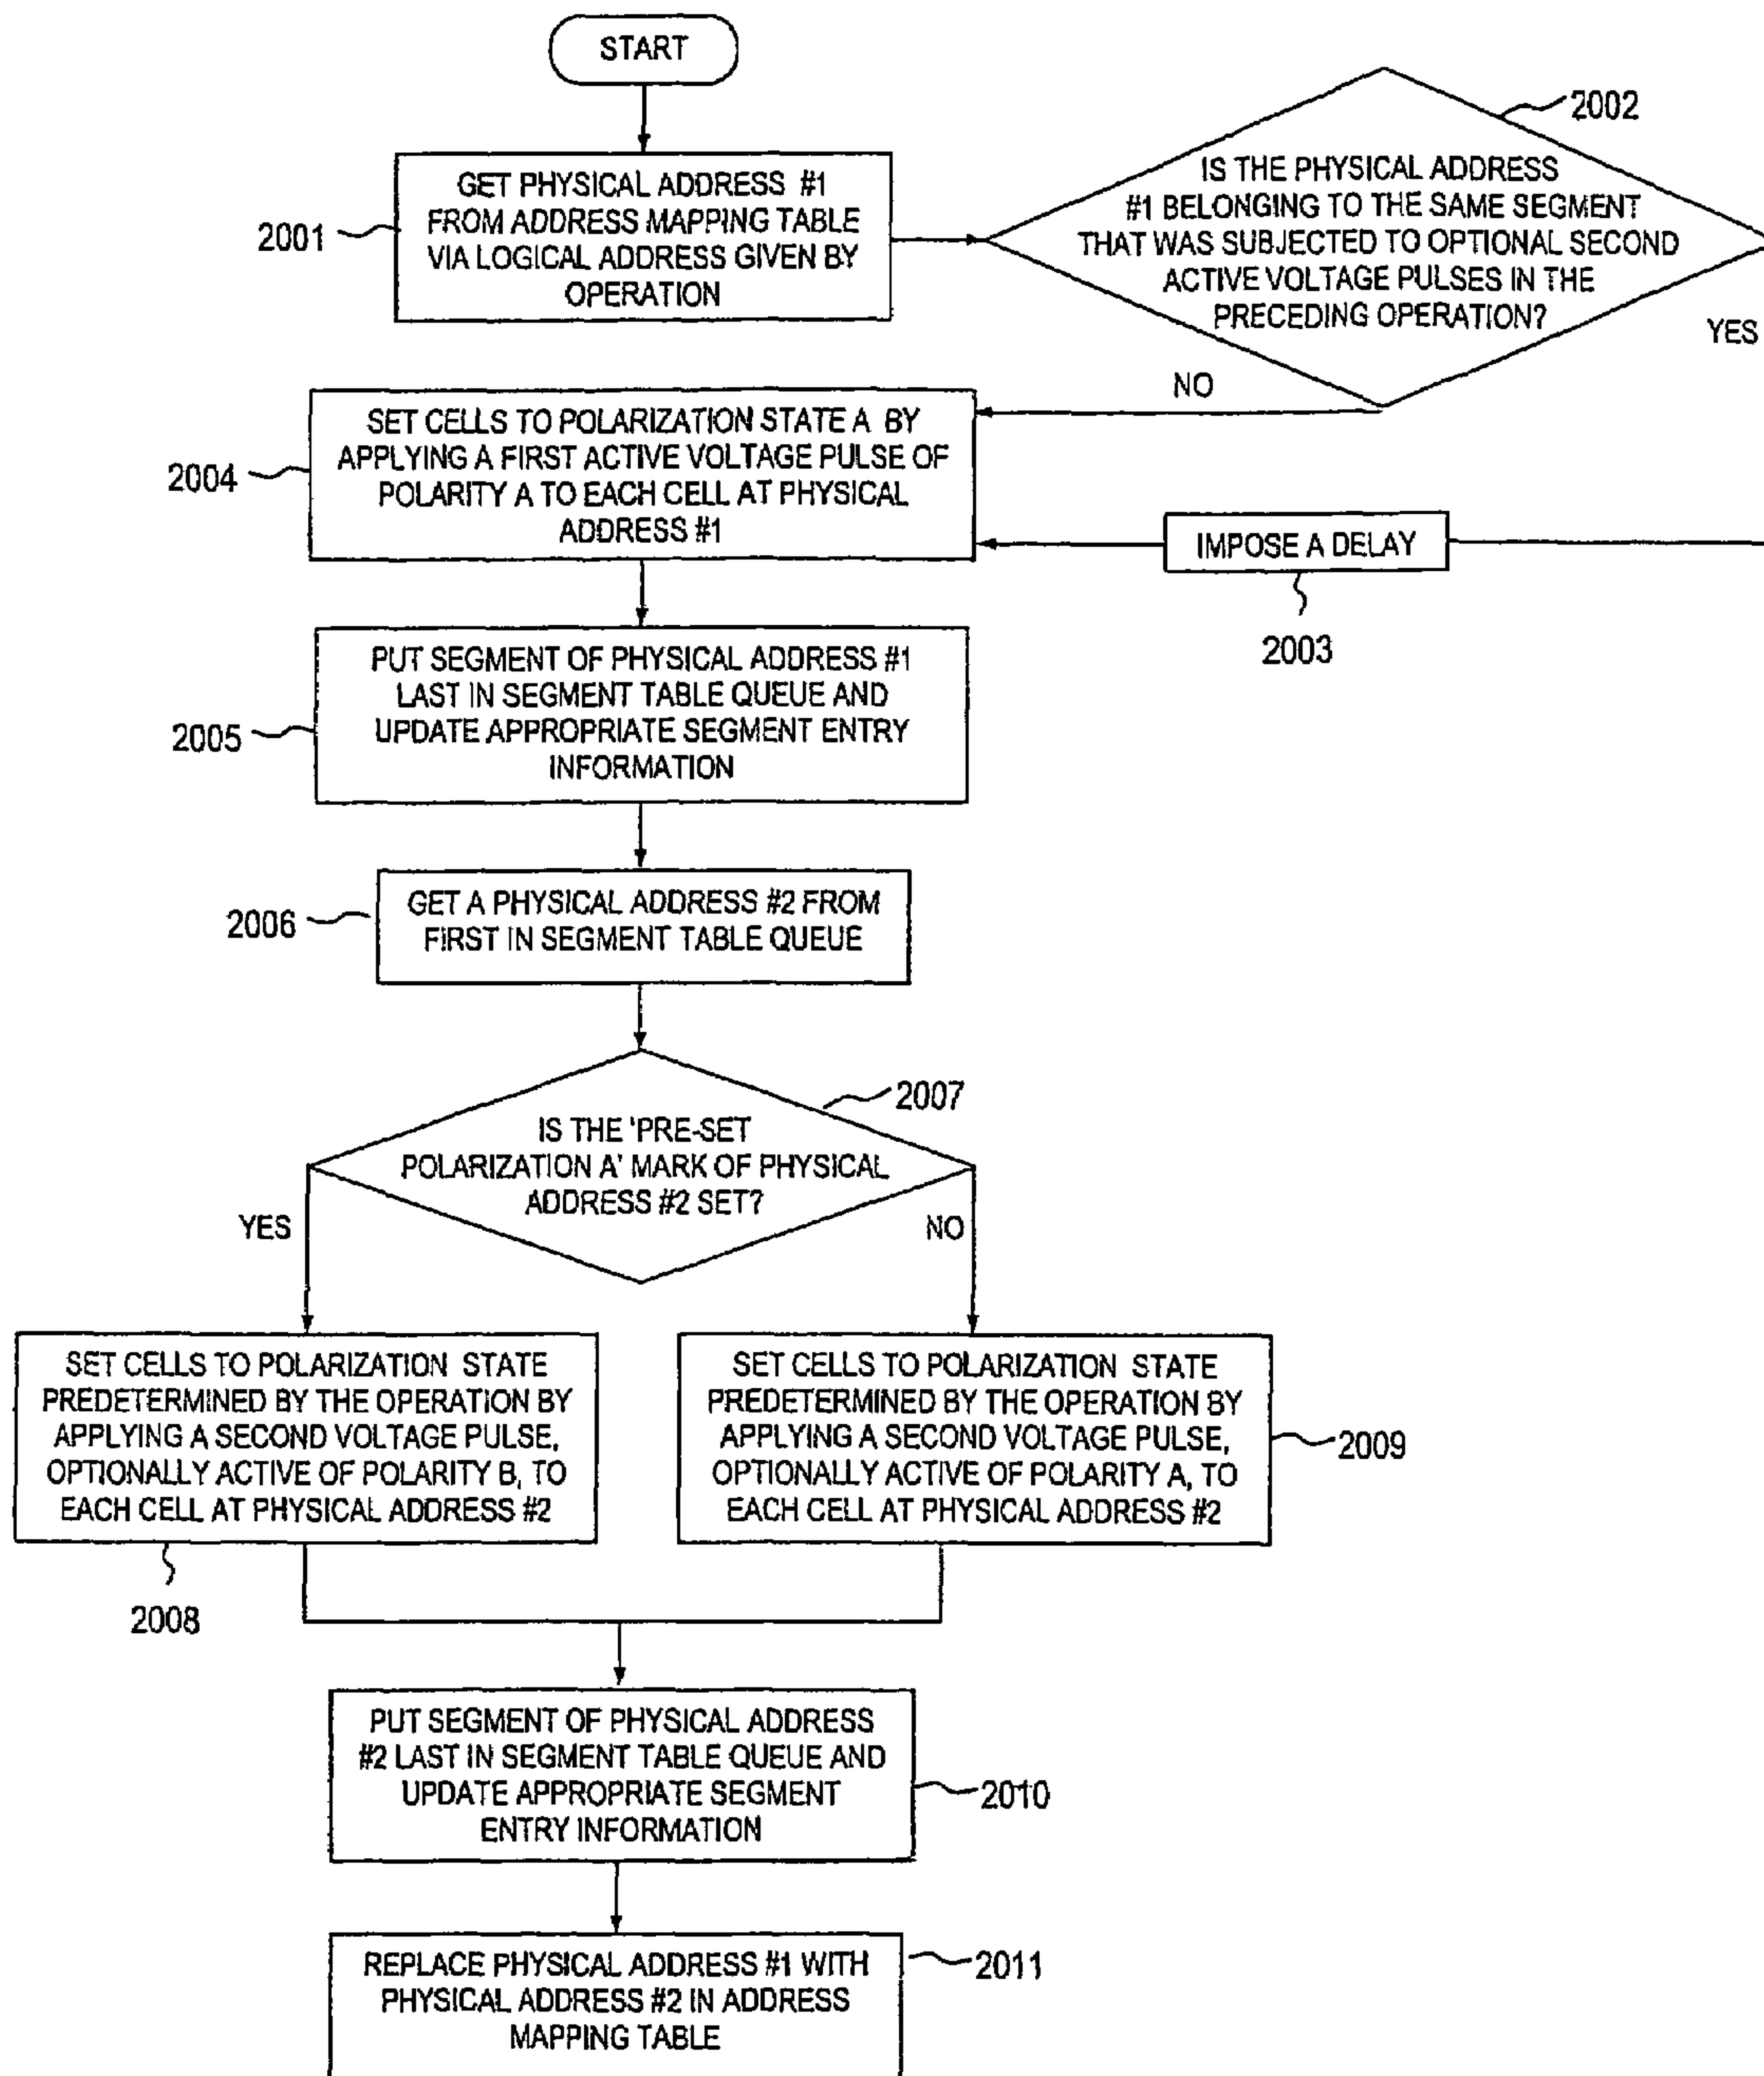 START
GET PHYSICAL ADDRESS #1
FROM ADDRESS MAPPING TABLE
VIA LOGICAL ADDRESS GIVEN BY
OPERATION
2001
2002
IS THE PHYSICAL ADDRESS
#1 BELONGING TO THE SAME SEGMENT
THAT WAS SUBJECTED TO OPTIONAL SECOND
ACTIVE VOLTAGE PULSES IN THE
PRECEDING OPERATION?
YES
NO
SET CELLS TO POLARIZATION STATE A BY
APPLYING A FIRST ACTIVE VOLTAGE PULSE OF
POLARITY A TO EACH CELL AT PHYSICAL
ADDRESS #1
2004
IMPOSE A DELAY
2003
PUT SEGMENT OF PHYSICAL ADDRESS #1
LAST IN SEGMENT TABLE QUEUE AND
UPDATE APPROPRIATE SEGMENT ENTRY
INFORMATION
2005
GET A PHYSICAL ADDRESS #2 FROM
FIRST IN SEGMENT TABLE QUEUE
2006
2007
IS THE 'PRE-SET
POLARIZATION A' MARK OF PHYSICAL
ADDRESS #2 SET?
YES
NO
SET CELLS TO POLARIZATION STATE
PREDETERMINED BY THE OPERATION BY
APPLYING A SECOND VOLTAGE PULSE,
OPTIONALLY ACTIVE OF POLARITY B, TO
EACH CELL AT PHYSICAL ADDRESS #2
2008
SET CELLS TO POLARIZATION STATE
PREDETERMINED BY THE OPERATION BY
APPLYING A SECOND VOLTAGE PULSE,
OPTIONALLY ACTIVE OF POLARITY A, TO
EACH CELL AT PHYSICAL ADDRESS #2
2009
PUT SEGMENT OF PHYSICAL ADDRESS
#2 LAST IN SEGMENT TABLE QUEUE AND
UPDATE APPROPRIATE SEGMENT
ENTRY INFORMATION
2010
REPLACE PHYSICAL ADDRESS #1 WITH
PHYSICAL ADDRESS #2 IN ADDRESS
MAPPING TABLE
2011